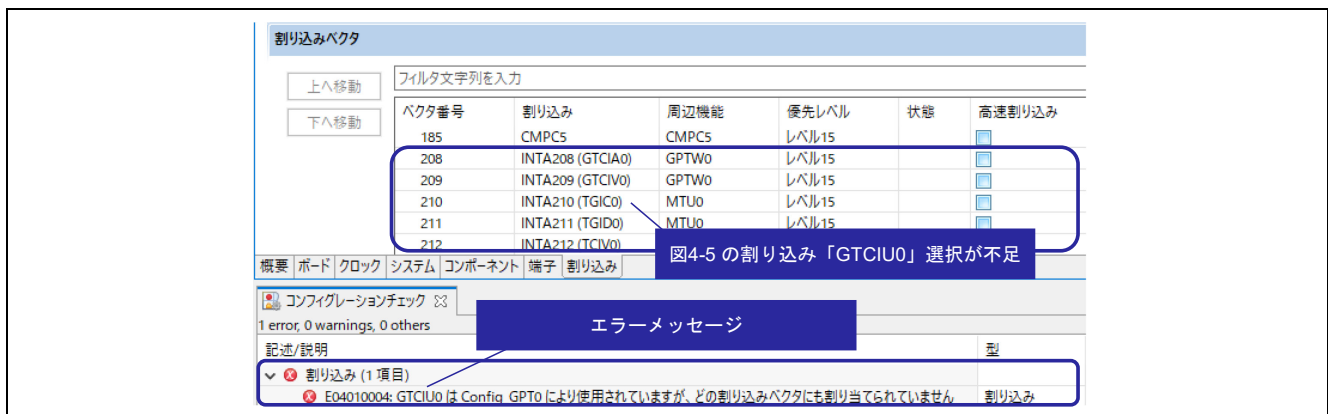 割り込みベクタ
上へ移動
下へ移動
フィルタ文字列を入力
ベクタ番号 割り込み 周辺機能 優先レベル 状態 高速割り込み
185 CMPC5 CMPC5 レベル15
208 INTA208 (GTCIA0) GPTW0 レベル15
209 INTA209 (GTCIV0) GPTW0 レベル15
210 INTA210 (TGIC0) MTU0 レベル15
211 INTA211 (TGID0) MTU0 レベル15
212 INTA212 (TCIV0)
図4-5 の割り込み「GTCIU0」選択が不足
概要 ボード クロック システム コンポーネント 端子 割り込み
コンフィグレーションチェック
1 error, 0 warnings, 0 others
エラーメッセージ
記述/説明 型
割り込み (1 項目)
E04010004: GTCIU0 は Config_GPT0 により使用されていますが、どの割り込みベクタにも割り当てられていません 割り込み